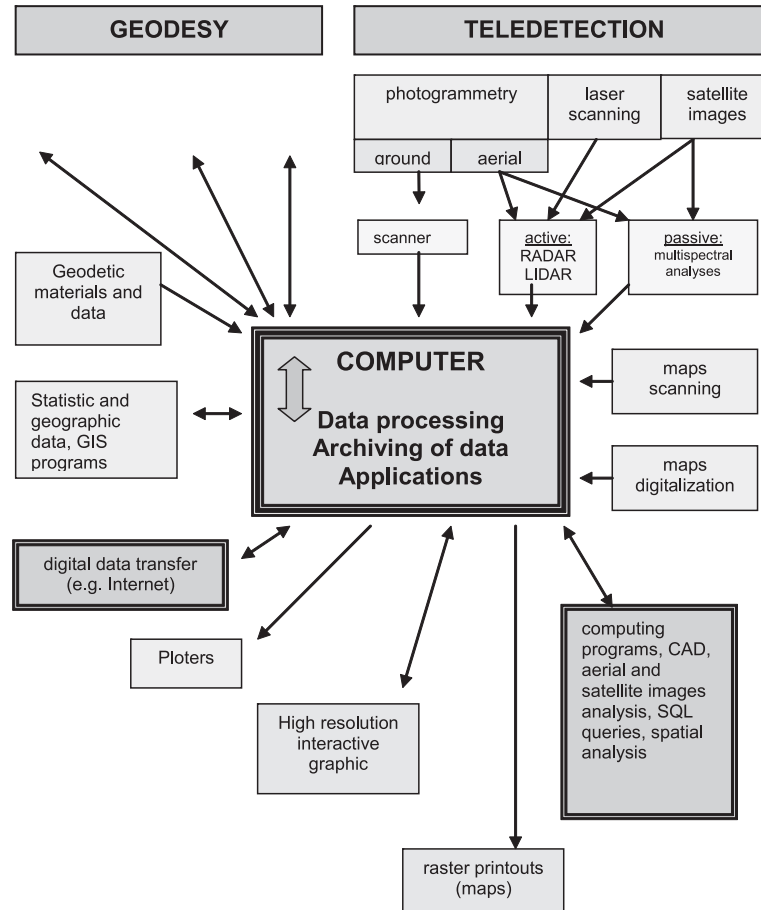 GEODESY
TELEDETECTION
photogrammetry
laser
scanning
satellite
images
ground
aerial
scanner
active:
RADAR
LIDAR
passive:
multispectral
analyses
Geodetic
materials and
data
COMPUTER
Data processing
Archiving of data
Applications
maps
scanning
Statistic and
geographic
data, GIS
programs
maps
digitalization
digital data transfer
(e.g. Internet)
Ploters
High resolution
interactive
graphic
computing
programs, CAD,
aerial and
satellite images
analysis, SQL
queries, spatial
analysis
raster printouts
(maps)